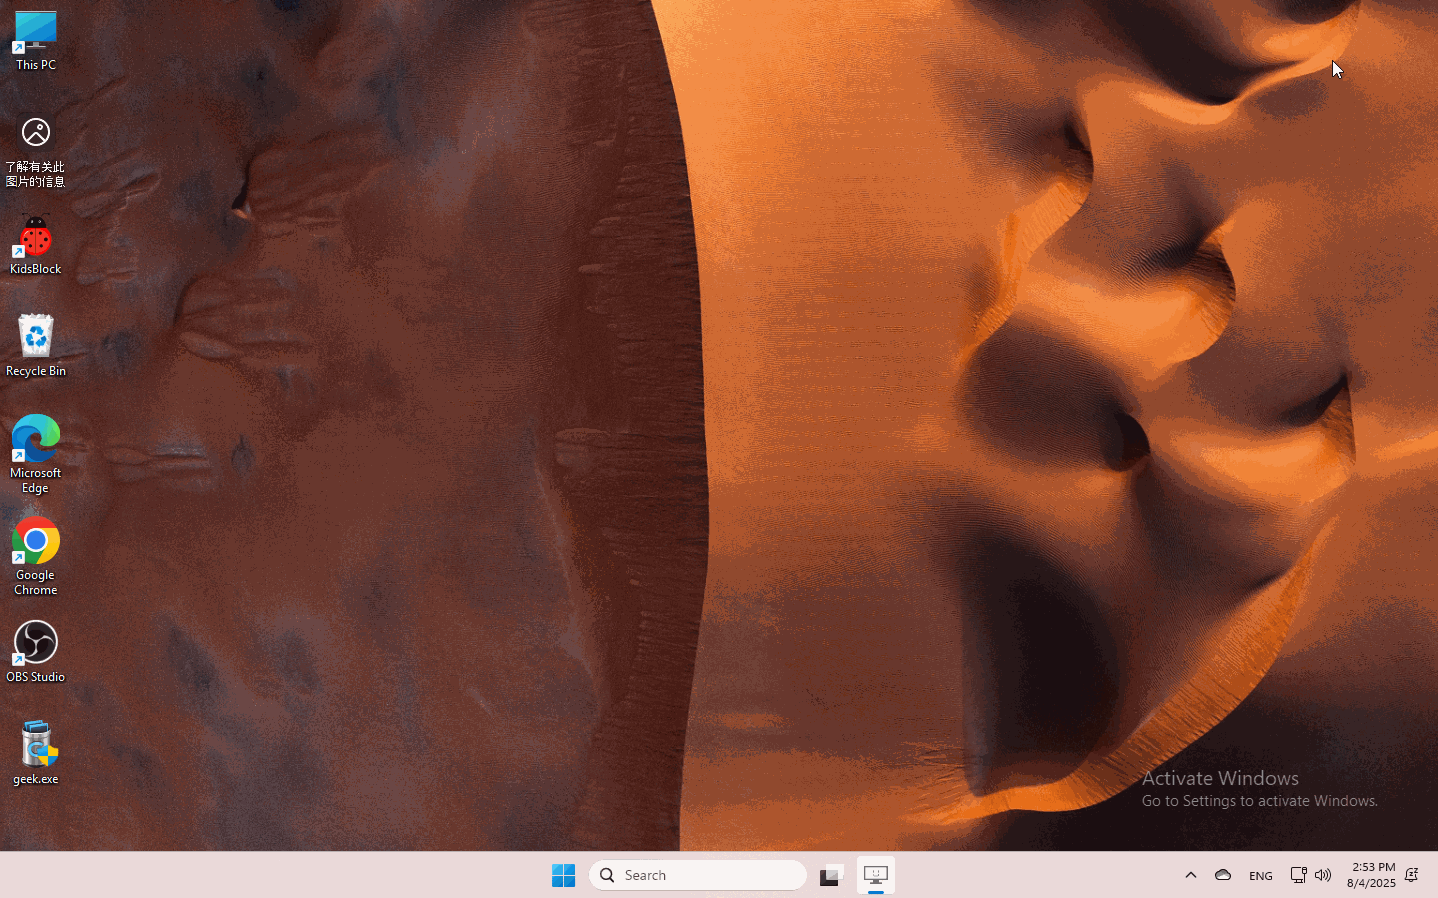 This PC
了解有关此
图片的信息
KidsBlock
Recycle Bin
Microsoft
Edge
Google
Chrome
OBS Studio
geek.exe
Activate Windows
Go to Settings to activate Windows.
Search
ENG
2:53 PM
8/4/2025